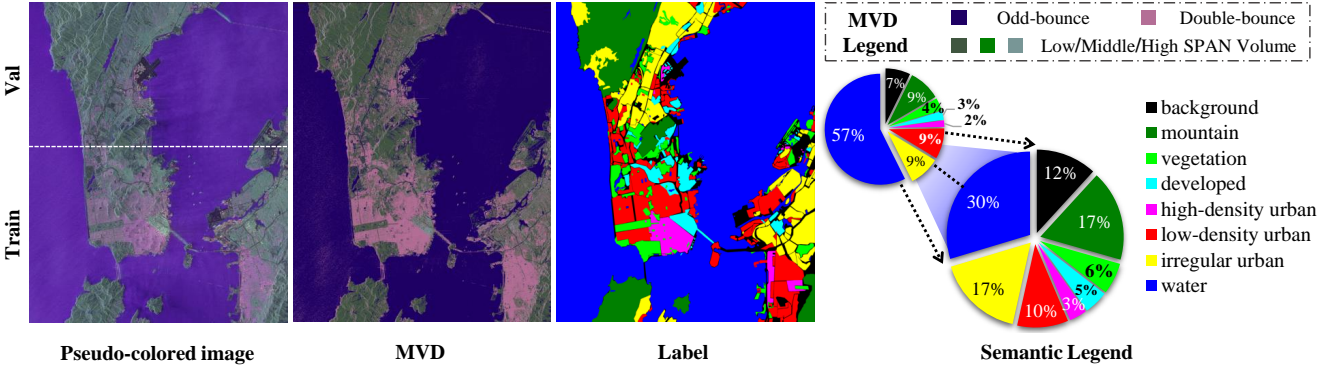 Val
Train
MVD
Legend
Odd-bounce
Double-bounce
Low/Middle/High SPAN Volume
7%
9%
4%
3%
2%
9%
9%
57%
12%
17%
6%
5%
3%
10%
17%
30%
background
mountain
vegetation
developed
high-density urban
low-density urban
irregular urban
water
Pseudo-colored image
MVD
Label
Semantic Legend